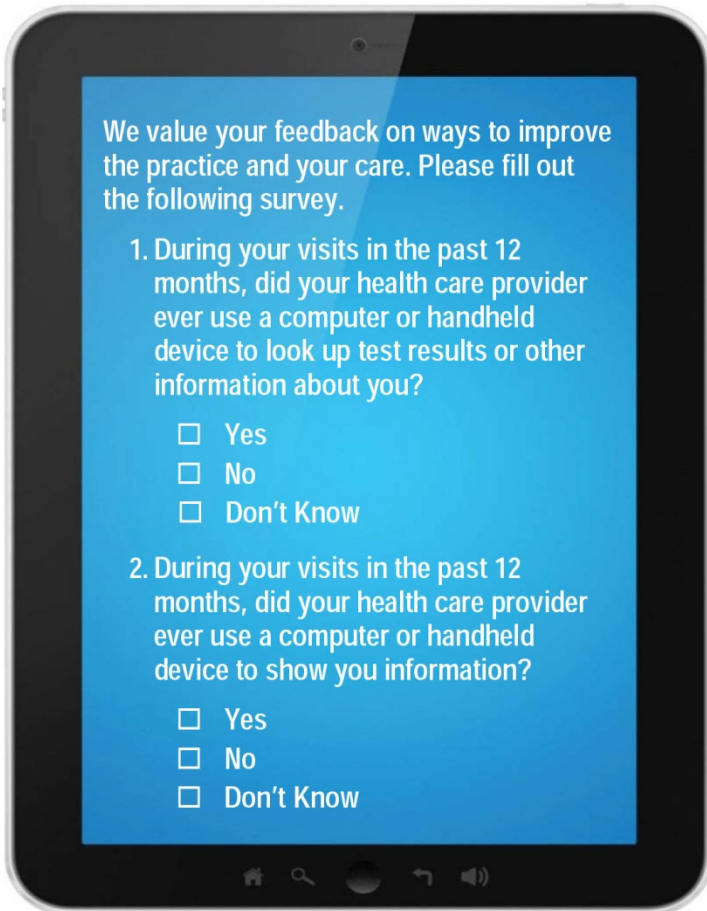 We value your feedback on ways to improve
the practice and your care. Please fill out
the following survey.
1. During your visits in the past 12
months, did your health care provider
ever use a computer or handheld
device to look up test results or other
information about you?
☐ Yes
☐ No
☐ Don't Know
2. During your visits in the past 12
months, did your health care provider
ever use a computer or handheld
device to show you information?
☐ Yes
☐ No
☐ Don't Know